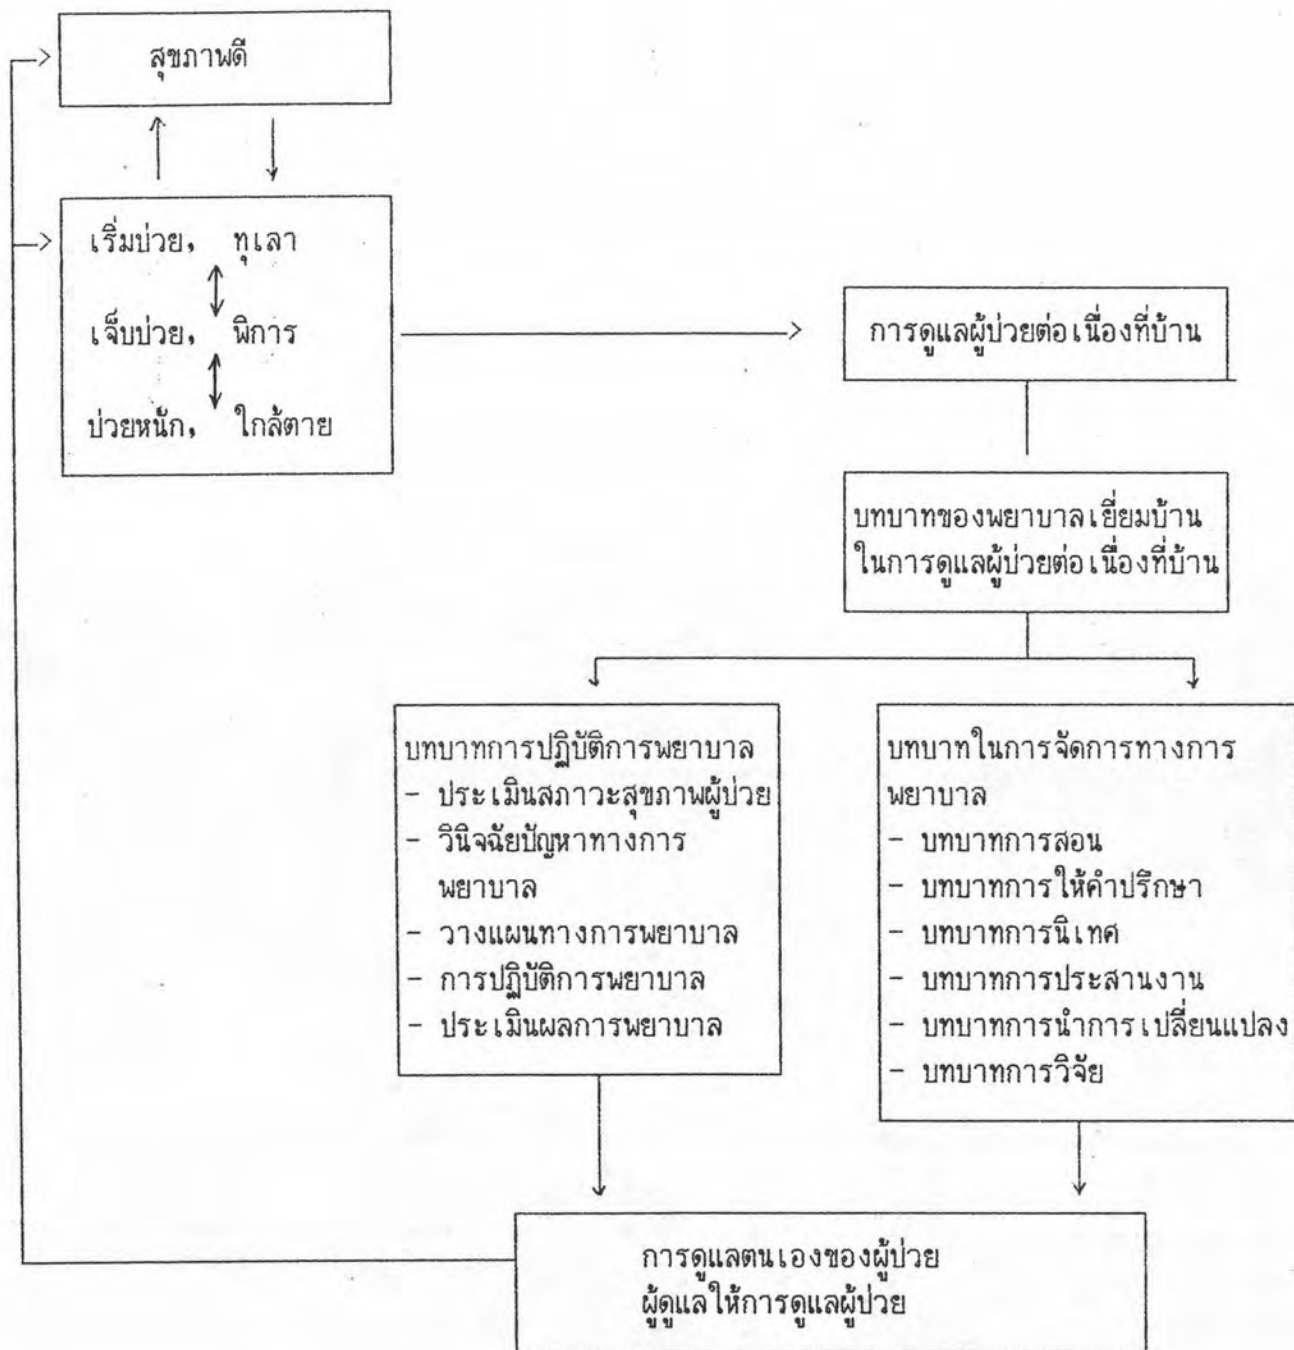 สุขภาพดี
เริ่มป่วย, ทุเลา
เจ็บป่วย, พิการ
ป่วยหนัก, ใกล้ตาย
การดูแลผู้ป่วยต่อเนื่องที่บ้าน
บทบาทของพยาบาลเยี่ยมบ้าน
ในการดูแลผู้ป่วยต่อเนื่องที่บ้าน
บทบาทการปฏิบัติการพยาบาล
- ประเมินสภาวะสุขภาพผู้ป่วย
- วินิจฉัยปัญหาทางการ
พยาบาล
- วางแผนทางการพยาบาล
- การปฏิบัติการพยาบาล
- ประเมินผลการพยาบาล
บทบาทในการจัดการทางการ
พยาบาล
- บทบาทการสอน
- บทบาทการให้คำปรึกษา
- บทบาทการนิเทศ
- บทบาทการประสานงาน
- บทบาทการนำการเปลี่ยนแปลง
- บทบาทการวิจัย
การดูแลตนเองของผู้ป่วย
ผู้ดูแลให้การดูแลผู้ป่วย